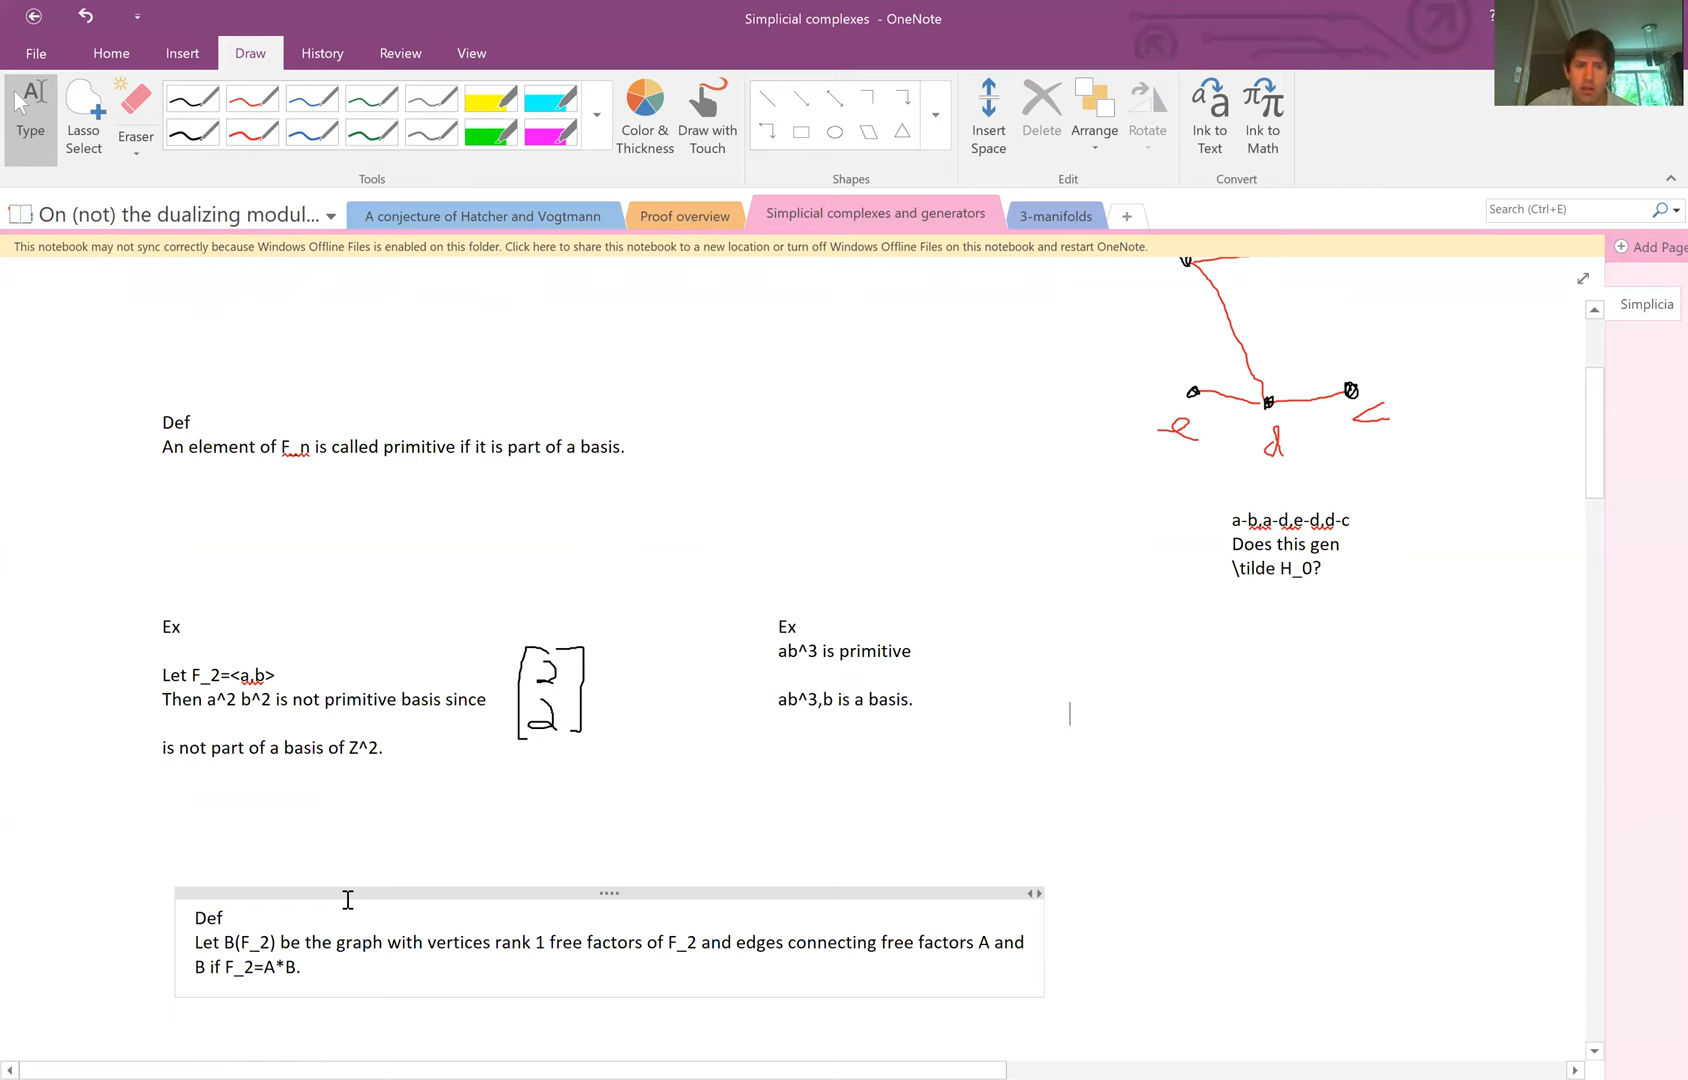 Simplicial complexes - OneNote
?
File
Home
Insert
Draw
History
Review
View
Type
Lasso Select
Eraser
Color & Thickness
Draw with Touch
Insert Space
Delete
Arrange
Rotate
Ink to Text
Ink to Math
Tools
Shapes
Edit
Convert
On (not) the dualizing modul...
A conjecture of Hatcher and Vogtmann
Proof overview
Simplicial complexes and generators
3-manifolds
Search (Ctrl+E)
This notebook may not sync correctly because Windows Offline Files is enabled on this folder. Click here to share this notebook to a new location or turn off Windows Offline Files on this notebook and restart OneNote.
Add Page
Simplicia
e
d
c
Def
An element of F_n is called primitive if it is part of a basis.
a-b,a-d,e-d,d-c
Does this gen
\tilde H_0?
Ex
Let F_2=<a,b>
Then a^2 b^2 is not primitive basis since
2
2
is not part of a basis of Z^2.
Ex
ab^3 is primitive
ab^3,b is a basis.
Def
Let B(F_2) be the graph with vertices rank 1 free factors of F_2 and edges connecting free factors A and
B if F_2=A*B.